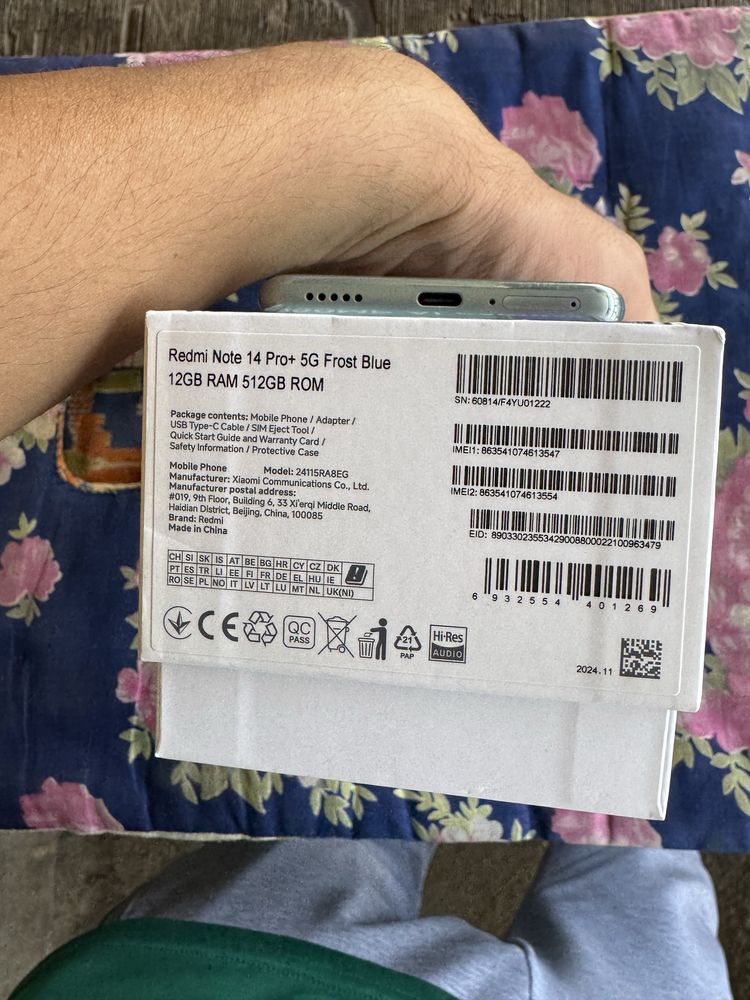 Redmi Note 14 Pro+ 5G Frost Blue
12GB RAM 512GB ROM
Package contents: Mobile Phone / Adapter /
USB Type-C Cable / SIM Eject Tool /
Quick Start Guide and Warranty Card /
Safety Information / Protective Case
Mobile Phone Model: 24115RA8EG
Manufacturer: Xiaomi Communications Co., Ltd.
Manufacturer postal address:
#019, 9th Floor, Building 6, 33 Xi'erqi Middle Road,
Haidian District, Beijing, China, 100085
Brand: Redmi
Made in China
CH SI SK IS AT BE BG HR CY CZ DK
PT ES TR LI EE FI FR DE EL HU IE
RO SE PL NO IT LV LT LU MT NL UK(NI)
CE
QC
PASS
21
PAP
Hi-Res
AUDIO
SN: 60814/F4YU01222
IMEI1: 863541074613547
IMEI2: 863541074613554
EID: 89033023553429008800022100963479
6 932554 401269
2024.11